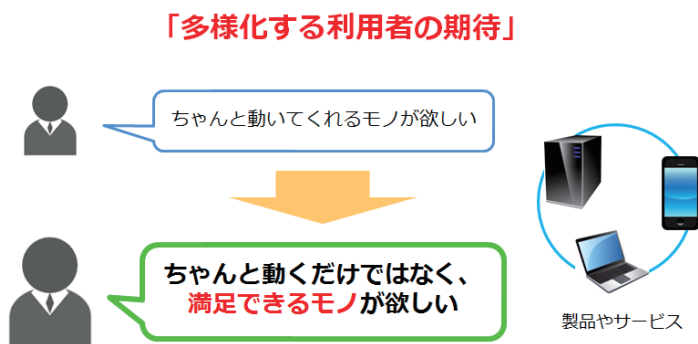 「多様化する利用者の期待」
ちゃんと動いてくれるモノが欲しい
ちゃんと動くだけではなく、
満足できるモノが欲しい
製品やサービス